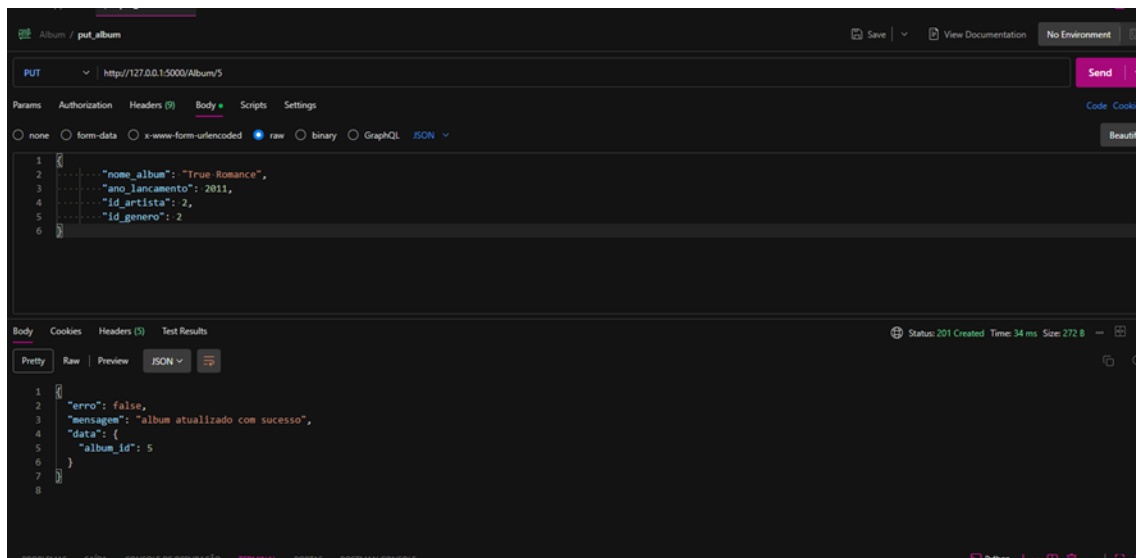 Album / put_album
Save
View Documentation
No Environment
PUT http://127.0.0.1:5000/Album/5
Send
Params Authorization Headers (9) Body Scripts Settings
Code
none form-data x-www-form-urlencoded raw binary GraphQL JSON
1 {
2 "nome_album": "True Romance",
3 "ano_lancamento": 2011,
4 "id_artista": 2,
5 "id_genero": 2
6 }
Body Cookies Headers (5) Test Results
Status: 201 Created Time: 34 ms Size: 272 B
Pretty Raw Preview JSON
1 {
2 "erro": false,
3 "mensagem": "album atualizado com sucesso",
4 "data": {
5 "album_id": 5
6 }
7 }
8